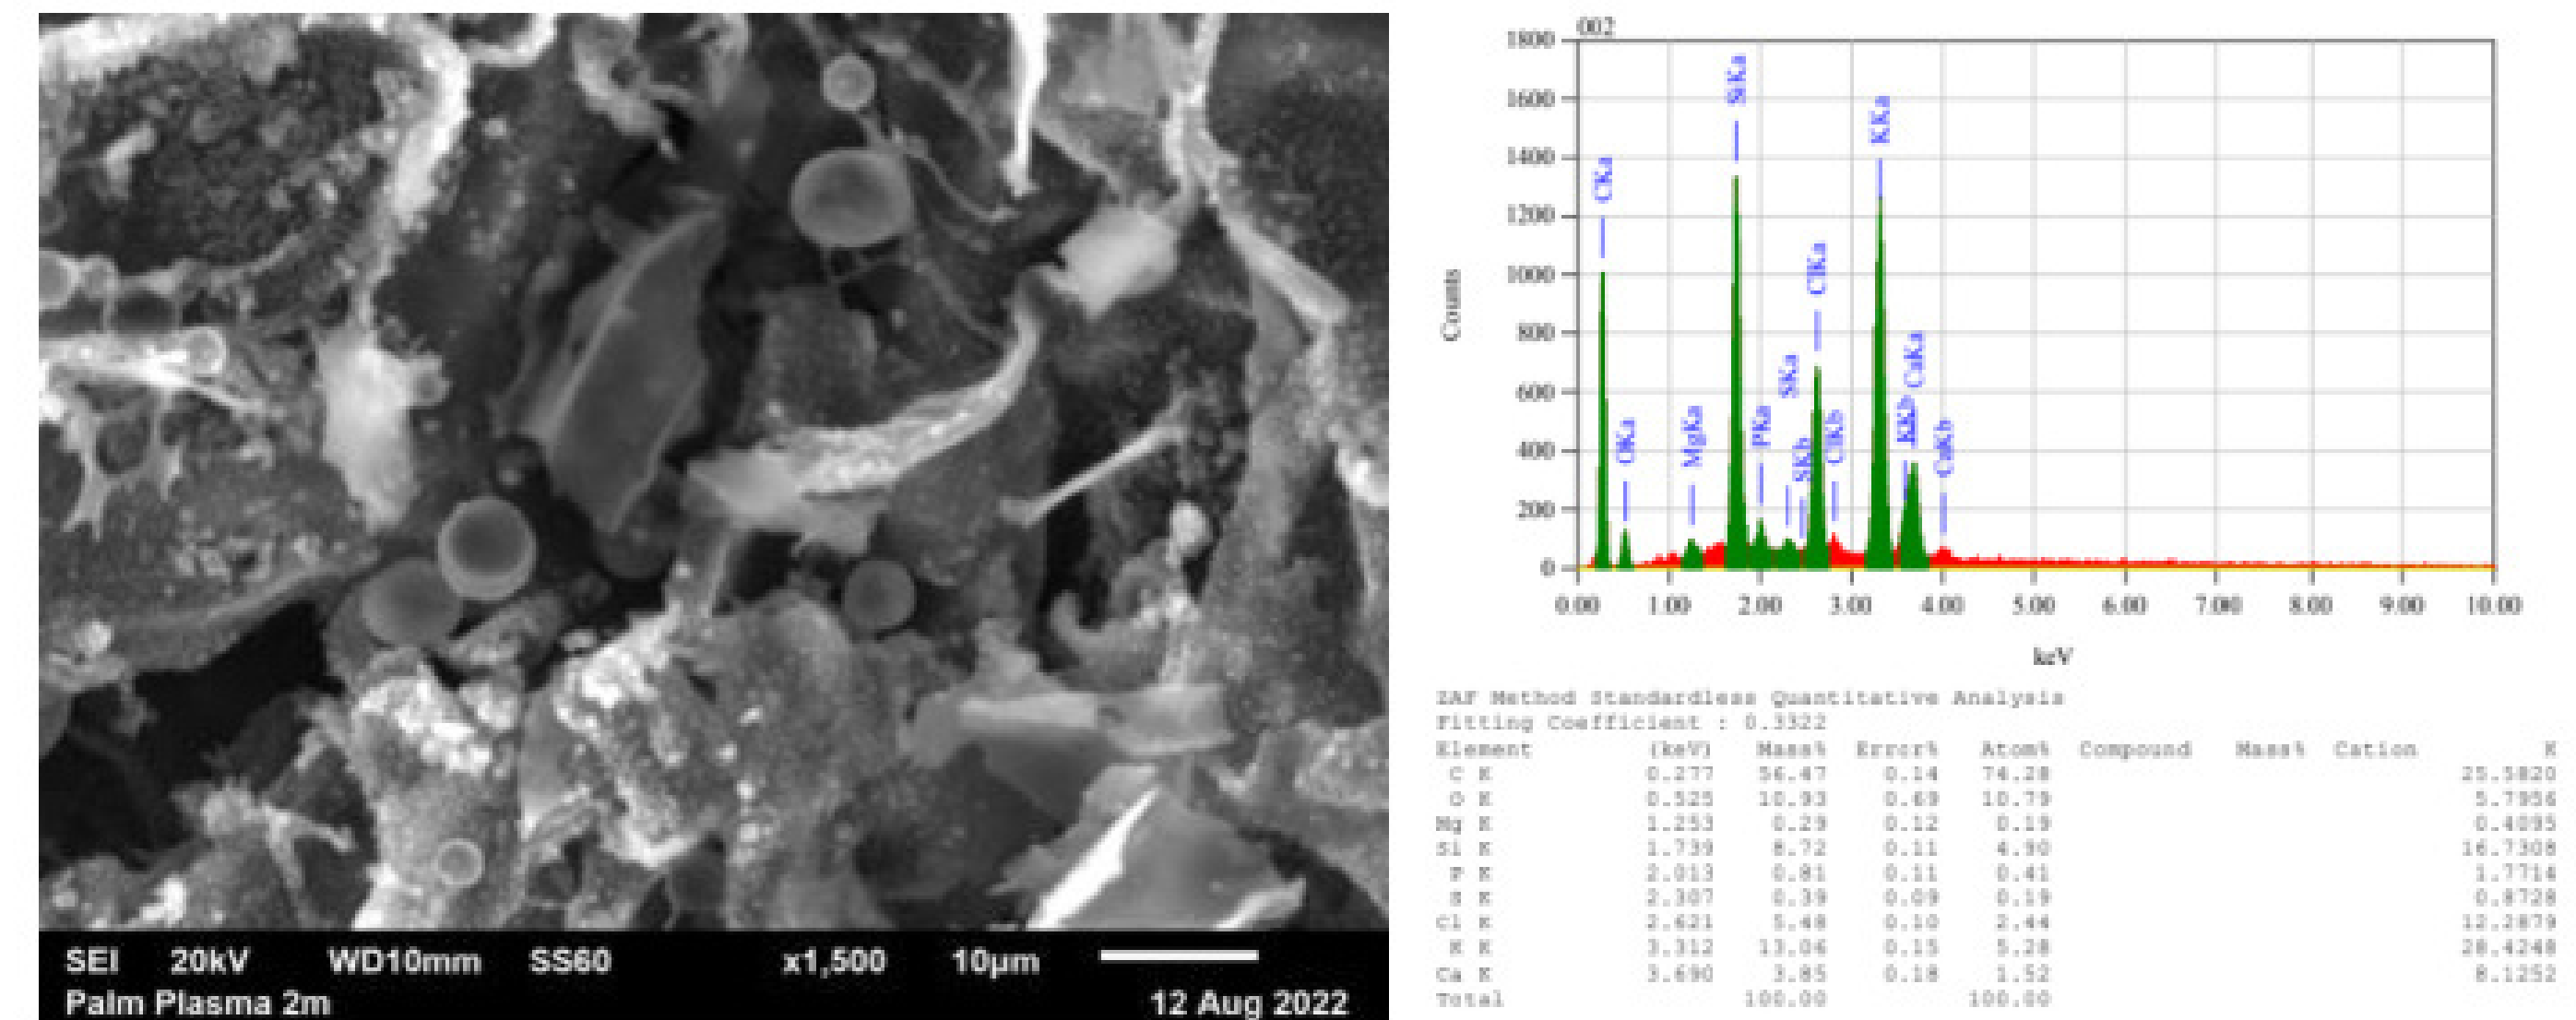 SEI 20kV WD10mm SS60 x1,500 10µm
Palm Plasma 2m 12 Aug 2022
002
1800
1600
1400
1200
1000
800
600
400
200
0
Counts
CKa
OKa
MgKa
SiKa
PKa
SKa
SKb
ClKa
ClKb
KKa
KKb
CaKa
CaKb
0.00 1.00 2.00 3.00 4.00 5.00 6.00 7.00 8.00 9.00 10.00
keV
ZAF Method Standardless Quantitative Analysis
Fitting Coefficient : 0.3322
Element (keV) Mass% Error% Atom% Compound Mass% Cation K
C K 0.277 56.47 0.14 74.28 25.5820
O K 0.525 10.93 0.69 10.79 5.7956
Mg K 1.253 0.29 0.12 0.19 0.4095
Si K 1.739 8.72 0.11 4.90 16.7308
P K 2.013 0.81 0.11 0.41 1.7714
S K 2.307 0.39 0.09 0.19 0.8728
Cl K 2.621 5.48 0.10 2.44 12.2879
K K 3.312 13.06 0.15 5.28 28.4248
Ca K 3.690 3.85 0.18 1.52 8.1252
Total 100.00 100.00